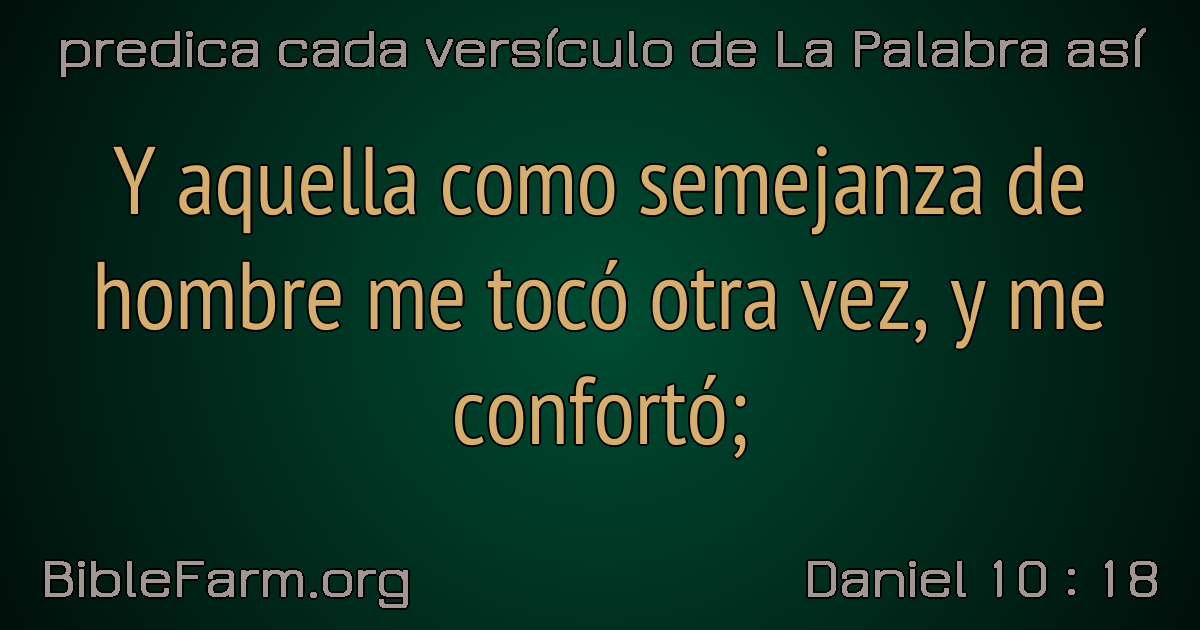 predica cada versículo de La Palabra así
Y aquella como semejanza de
hombre me tocó otra vez, y me
confortó;
BibleFarm.org
Daniel 10 : 18